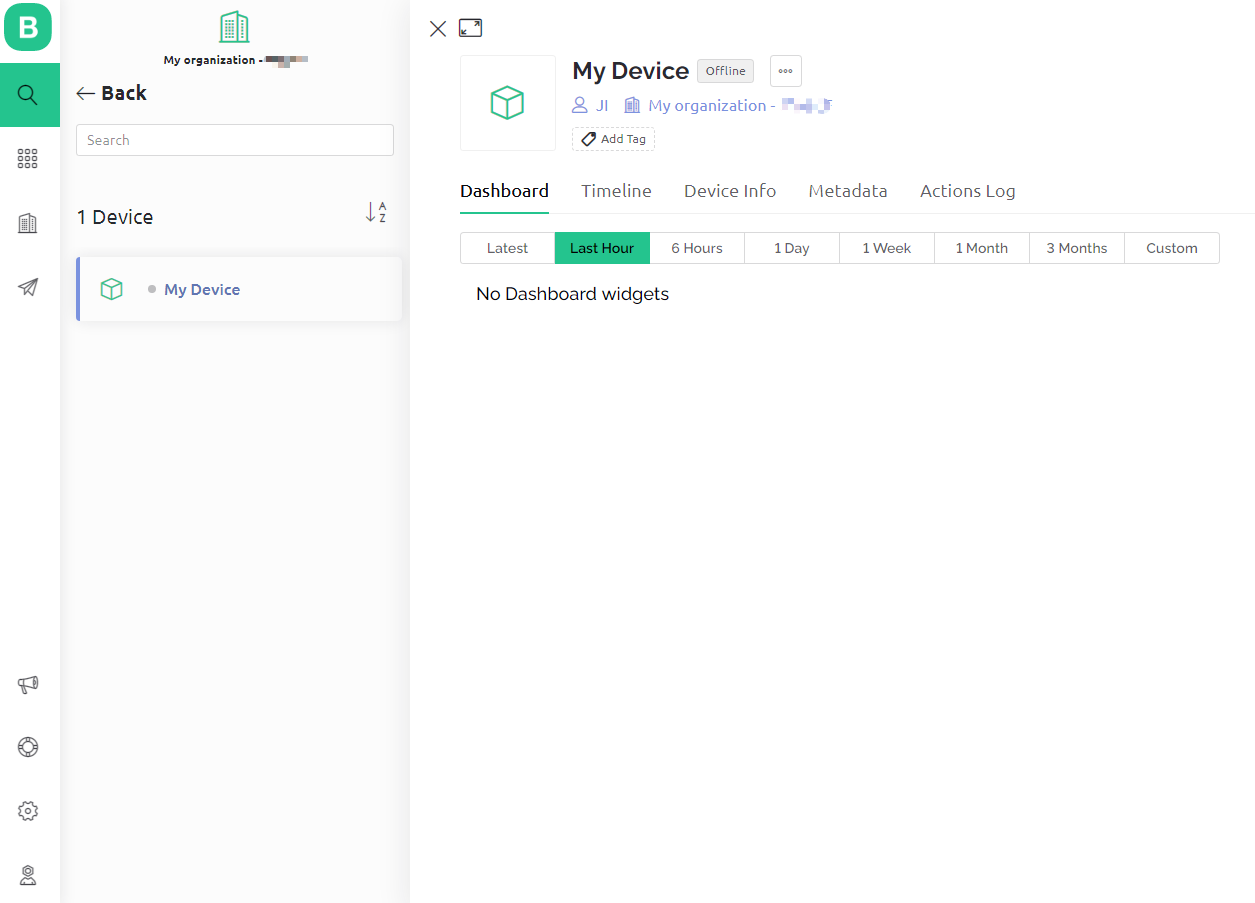 B
My organization -
Back
Search
1 Device
A
Z
My Device
My Device
Offline
JI
My organization -
Add Tag
Dashboard Timeline Device Info Metadata Actions Log
Latest Last Hour 6 Hours 1 Day 1 Week 1 Month 3 Months Custom
No Dashboard widgets